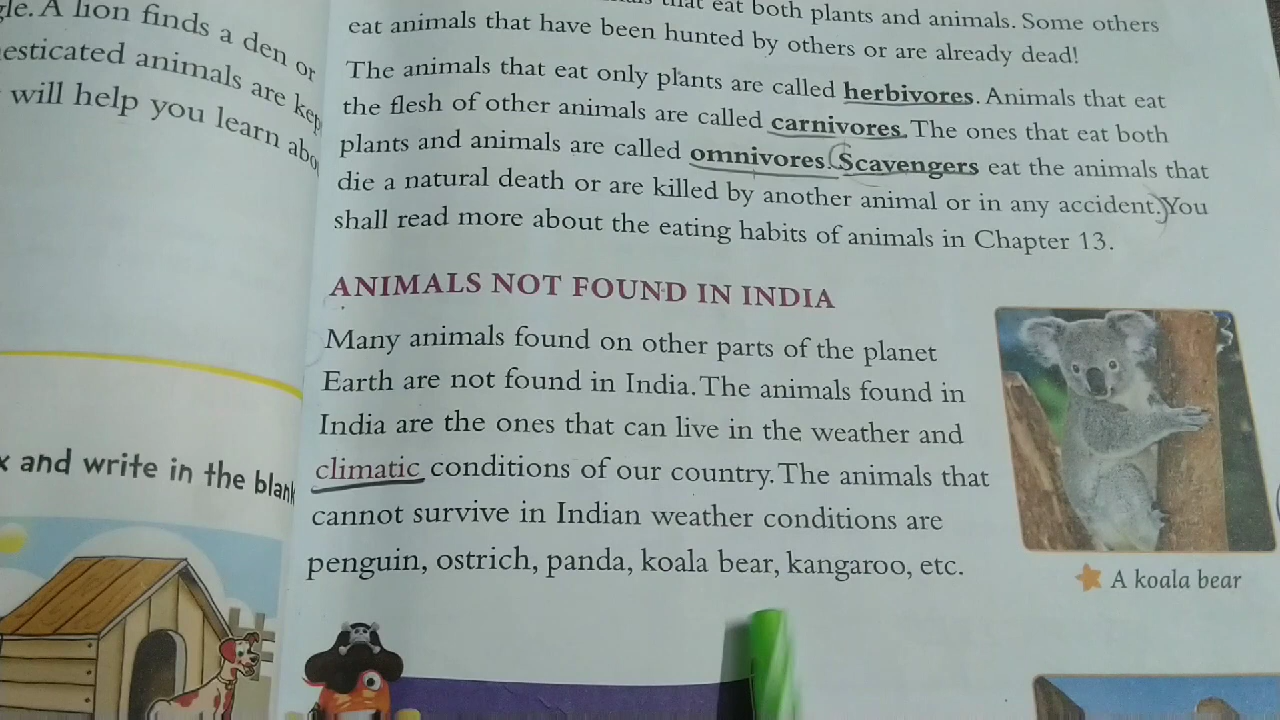 gle. A lion finds a den or
esticated animals are kep
will help you learn abo
and write in the blank
that eat both plants and animals. Some others
eat animals that have been hunted by others or are already dead!
The animals that eat only plants are called herbivores. Animals that eat
the flesh of other animals are called carnivores. The ones that eat both
plants and animals are called omnivores. Scavengers eat the animals that
die a natural death or are killed by another animal or in any accident. You
shall read more about the eating habits of animals in Chapter 13.
ANIMALS NOT FOUND IN INDIA
Many animals found on other parts of the planet
Earth are not found in India. The animals found in
India are the ones that can live in the weather and
climatic conditions of our country. The animals that
cannot survive in Indian weather conditions are
penguin, ostrich, panda, koala bear, kangaroo, etc.
A koala bear